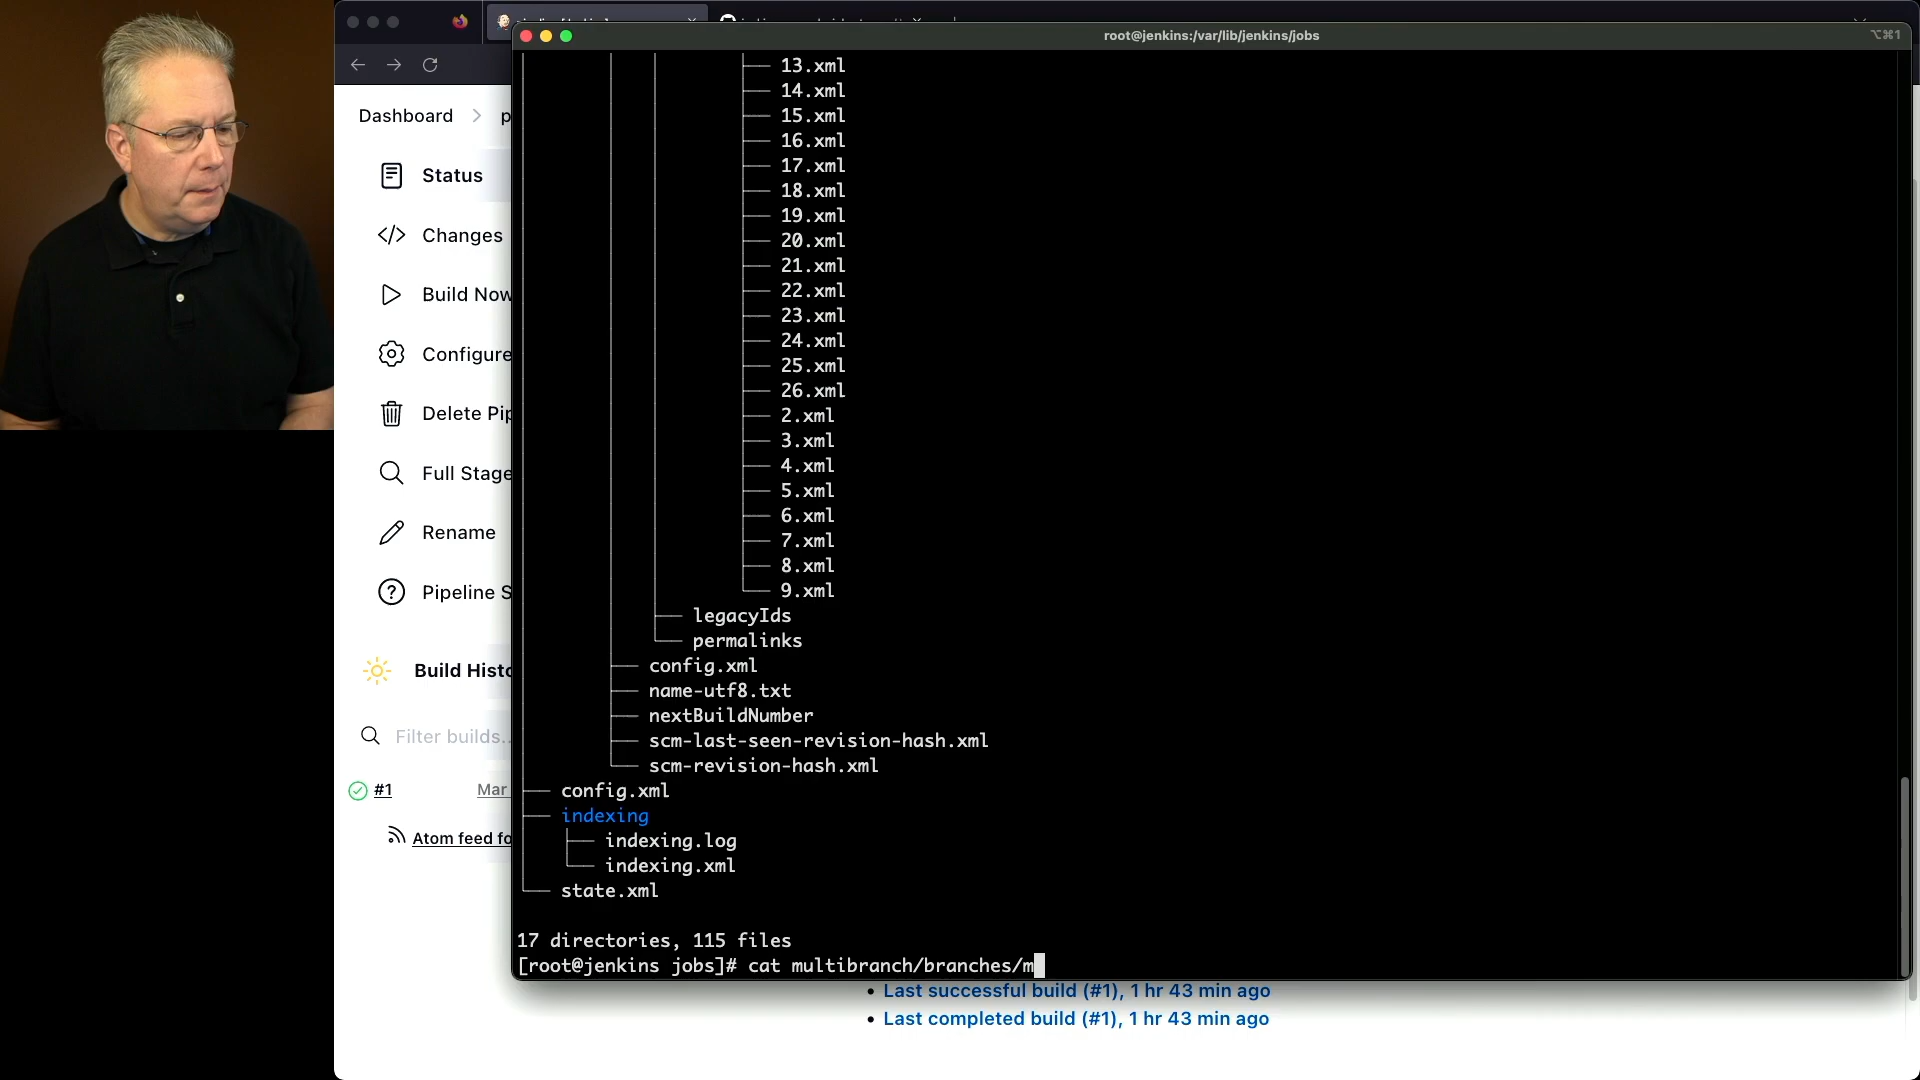 root@jenkins:/var/lib/jenkins/jobs
⌥⌘1
Dashboard > p
Status
Changes
Build Now
Configure
Delete Pip
Full Stage
Rename
Pipeline S
Build Histo
Filter builds...
#1 Mar
Atom feed fo
13.xml
14.xml
15.xml
16.xml
17.xml
18.xml
19.xml
20.xml
21.xml
22.xml
23.xml
24.xml
25.xml
26.xml
2.xml
3.xml
4.xml
5.xml
6.xml
7.xml
8.xml
9.xml
legacyIds
permalinks
config.xml
name-utf8.txt
nextBuildNumber
scm-last-seen-revision-hash.xml
scm-revision-hash.xml
config.xml
indexing
indexing.log
indexing.xml
state.xml
17 directories, 115 files
[root@jenkins jobs]# cat multibranch/branches/m
• Last successful build (#1), 1 hr 43 min ago
• Last completed build (#1), 1 hr 43 min ago